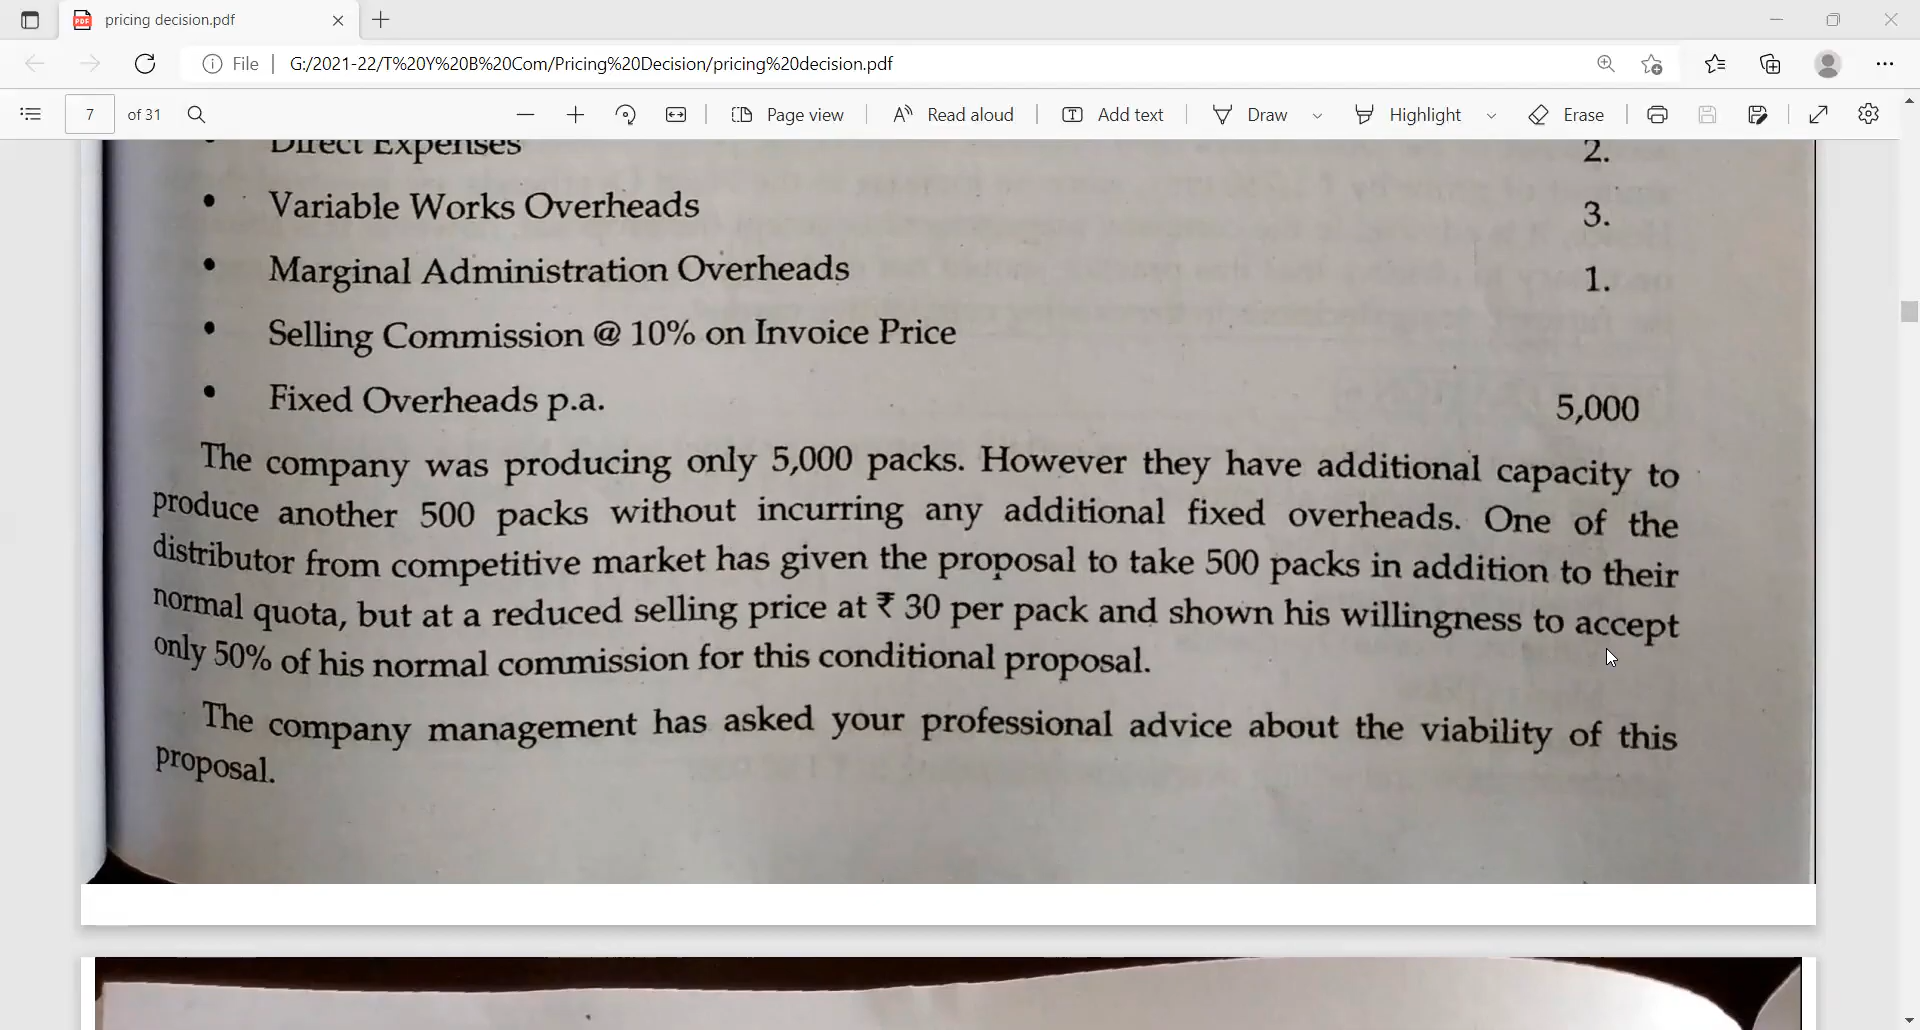 pricing decision.pdf
File
G:/2021-22/T%20Y%20B%20Com/Pricing%20Decision/pricing%20decision.pdf
7 of 31
Page view
Read aloud
Add text
Draw
Highlight
Erase
Direct Expenses 2.
• Variable Works Overheads 3.
• Marginal Administration Overheads 1.
• Selling Commission @ 10% on Invoice Price
• Fixed Overheads p.a. 5,000
The company was producing only 5,000 packs. However they have additional capacity to
produce another 500 packs without incurring any additional fixed overheads. One of the
distributor from competitive market has given the proposal to take 500 packs in addition to their
normal quota, but at a reduced selling price at ₹ 30 per pack and shown his willingness to accept
only 50% of his normal commission for this conditional proposal.
The company management has asked your professional advice about the viability of this
proposal.